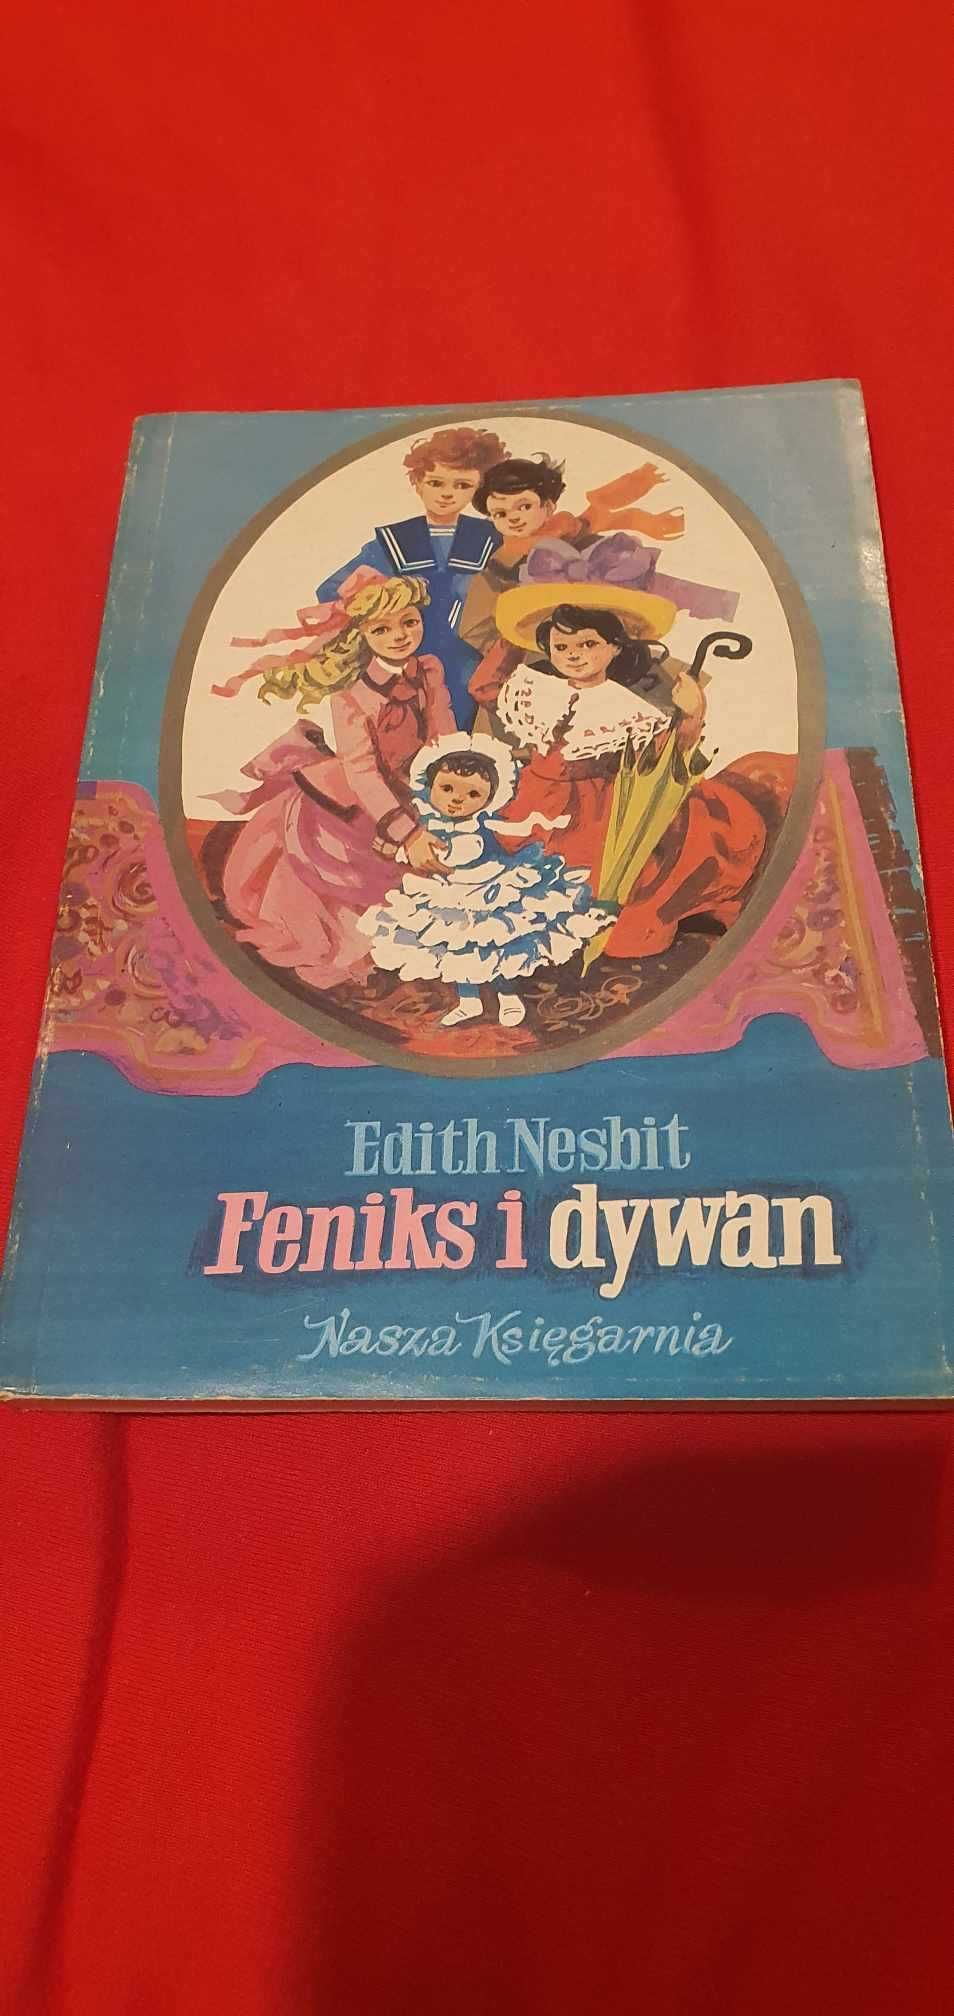 Edith Nesbit
Feniks i dywan
Nasza Księgarnia